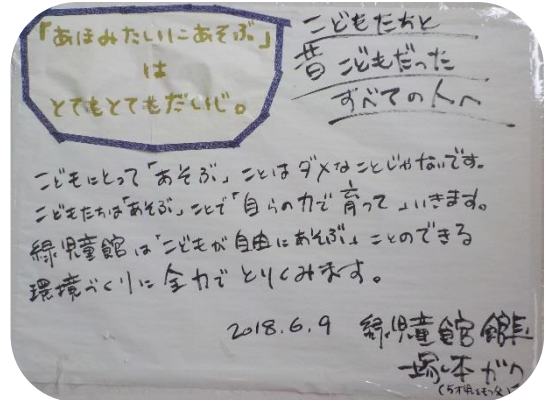 「あほみたいにあそぶ」
は
とてもとてもだいじ。
こどもたちと
昔こどもだった
すべての人へ
こどもにとって「あそぶ」ことはダメなことじゃないです。
こどもたちは「あそぶ」ことで「自らの力で育って」いきます。
緑児童館は「こどもが自由にあそぶ」ことのできる
環境づくりに全力でとりくみます。
2018.6.9 緑児童館 館長
塚本ガク